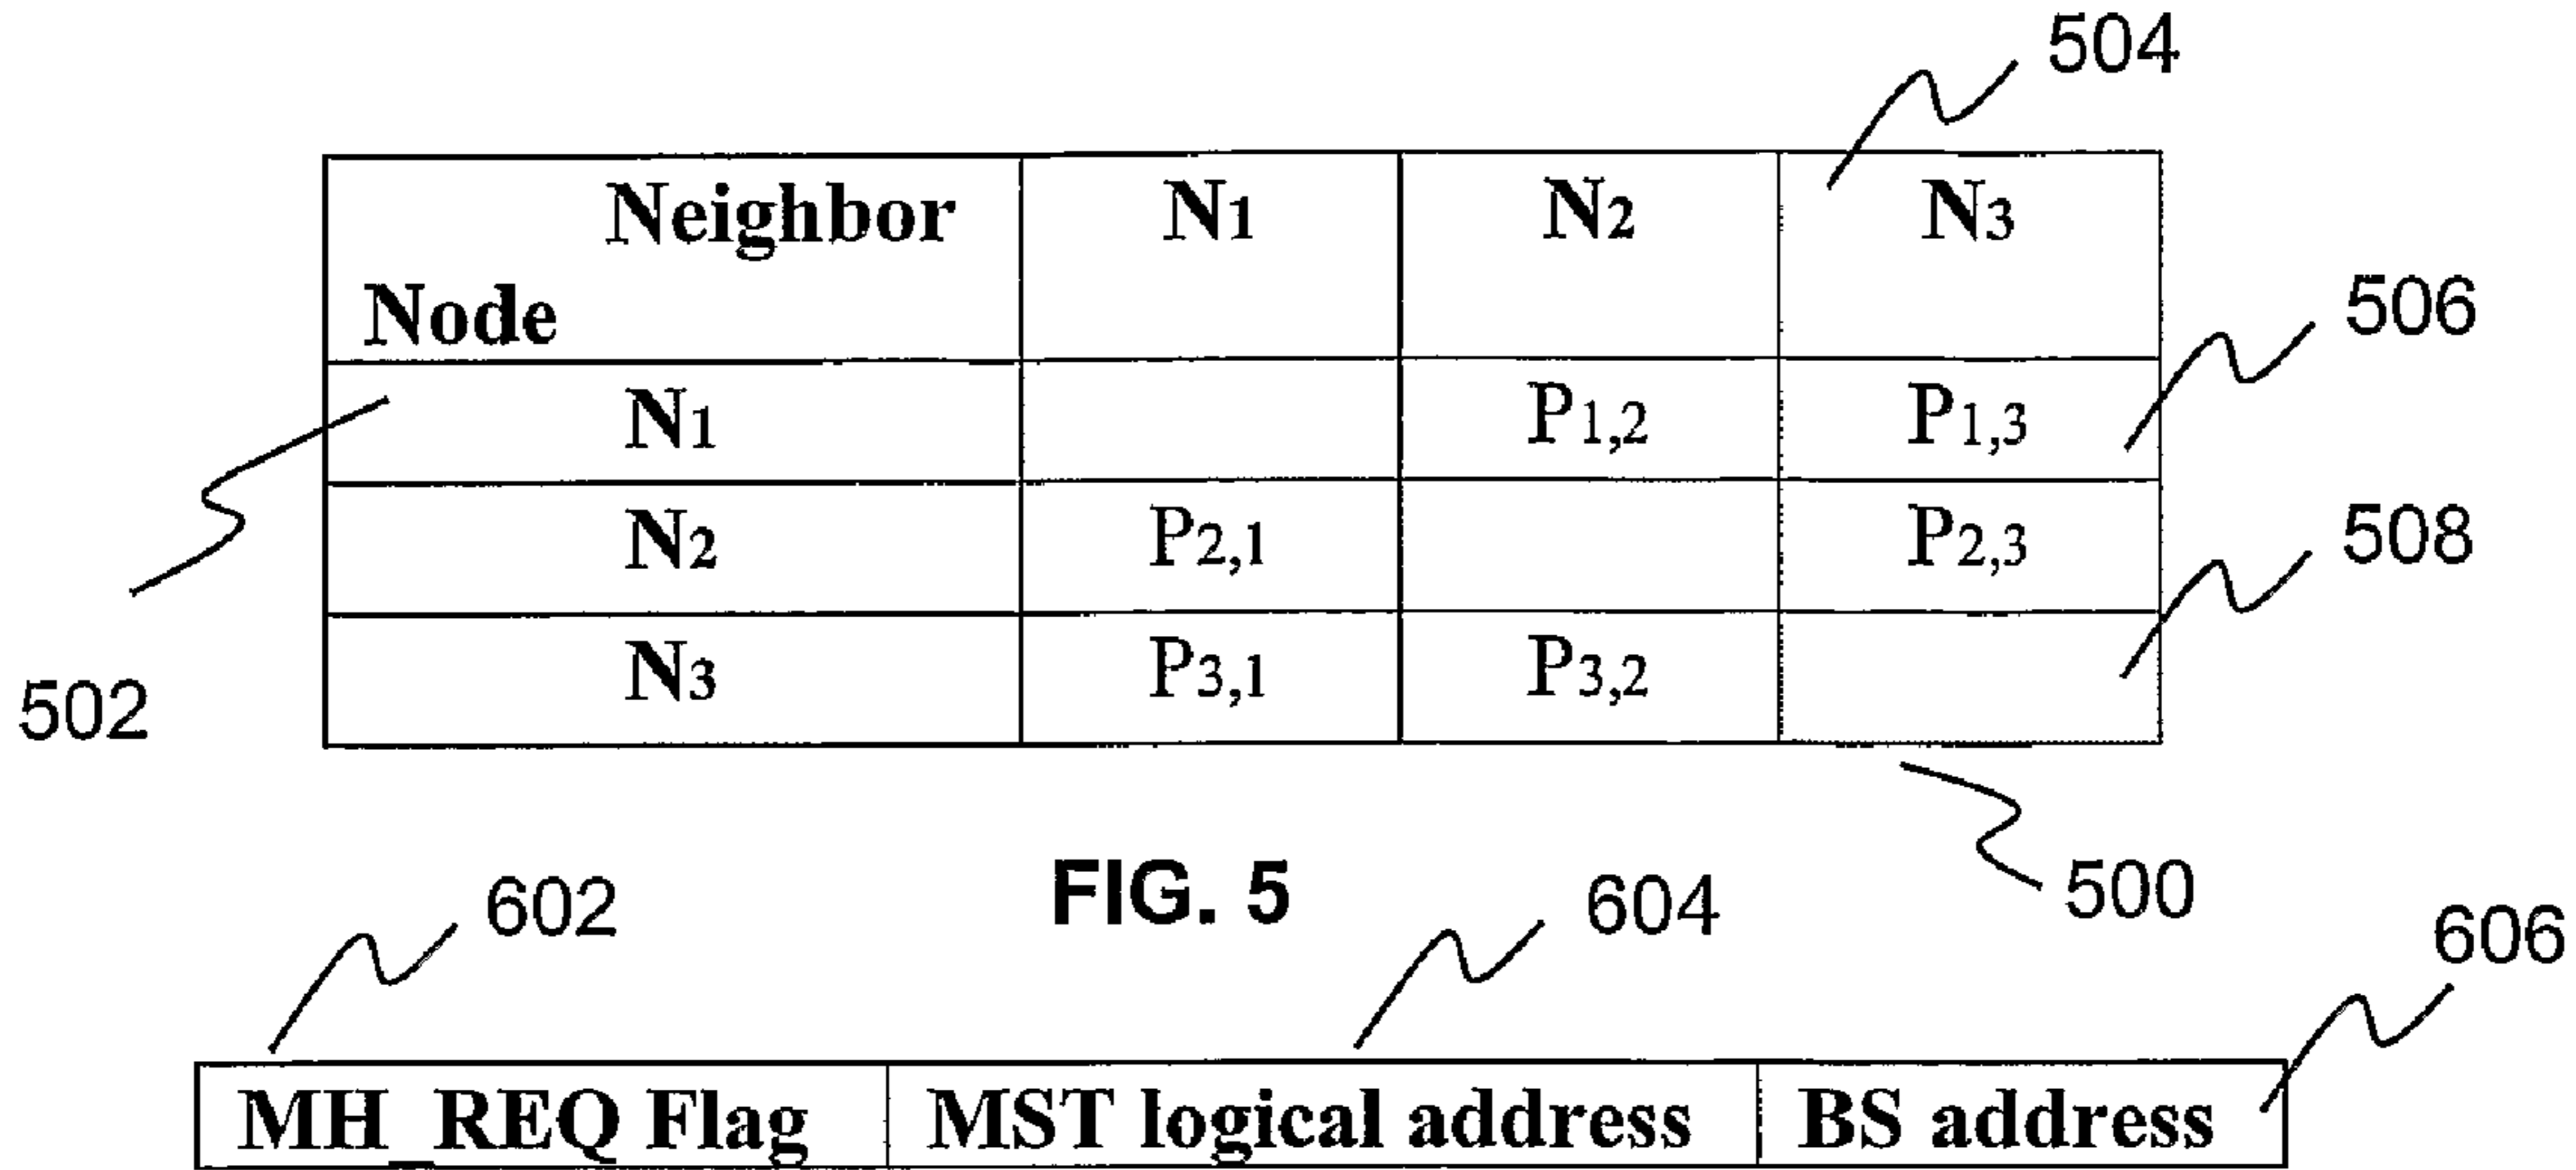 504
Neighbor N1 N2 N3
Node
506
N1 P1,2 P1,3
N2 P2,1 P2,3
508
N3 P3,1 P3,2
502
FIG. 5
500
602
604
606
MH_REQ Flag MST logical address BS address